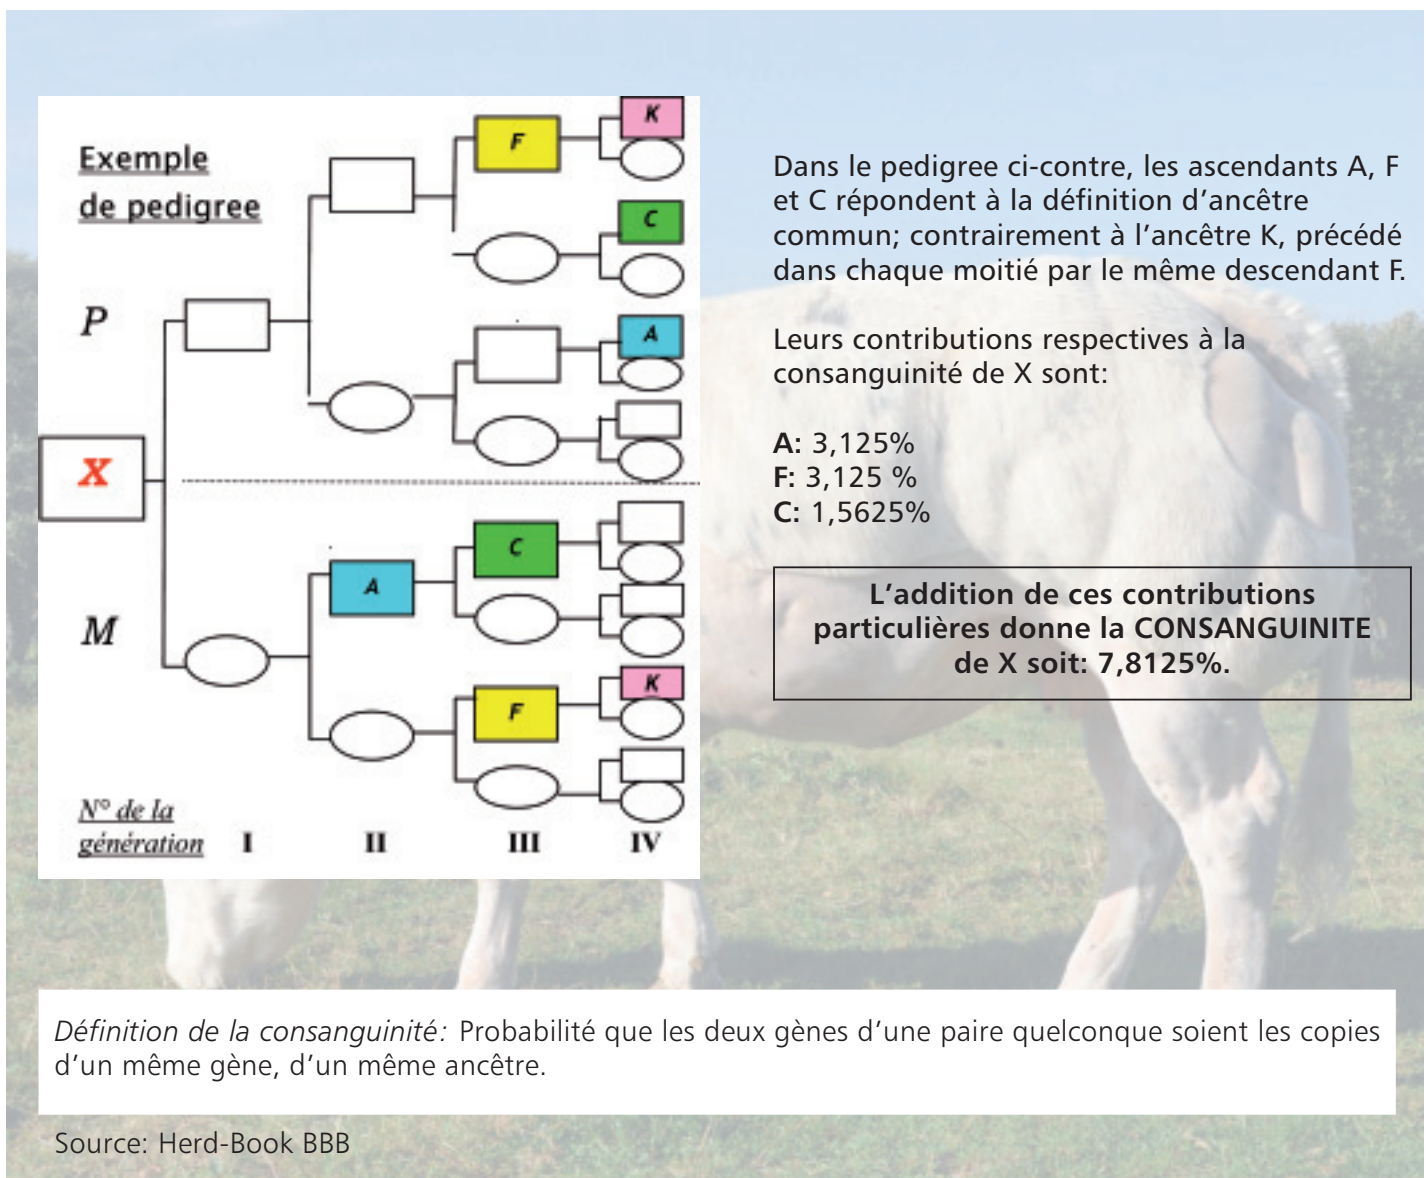 Exemple
de pedigree
P
X
M
F
K
C
A
C
A
F
K
N° de la
génération I II III IV
Dans le pedigree ci-contre, les ascendants A, F
et C répondent à la définition d’ancêtre
commun; contrairement à l’ancêtre K, précédé
dans chaque moitié par le même descendant F.
Leurs contributions respectives à la
consanguinité de X sont:
A: 3,125%
F: 3,125 %
C: 1,5625%
L’addition de ces contributions
particulières donne la CONSANGUINITE
de X soit: 7,8125%.
Définition de la consanguinité: Probabilité que les deux gènes d’une paire quelconque soient les copies
d’un même gène, d’un même ancêtre.
Source: Herd-Book BBB